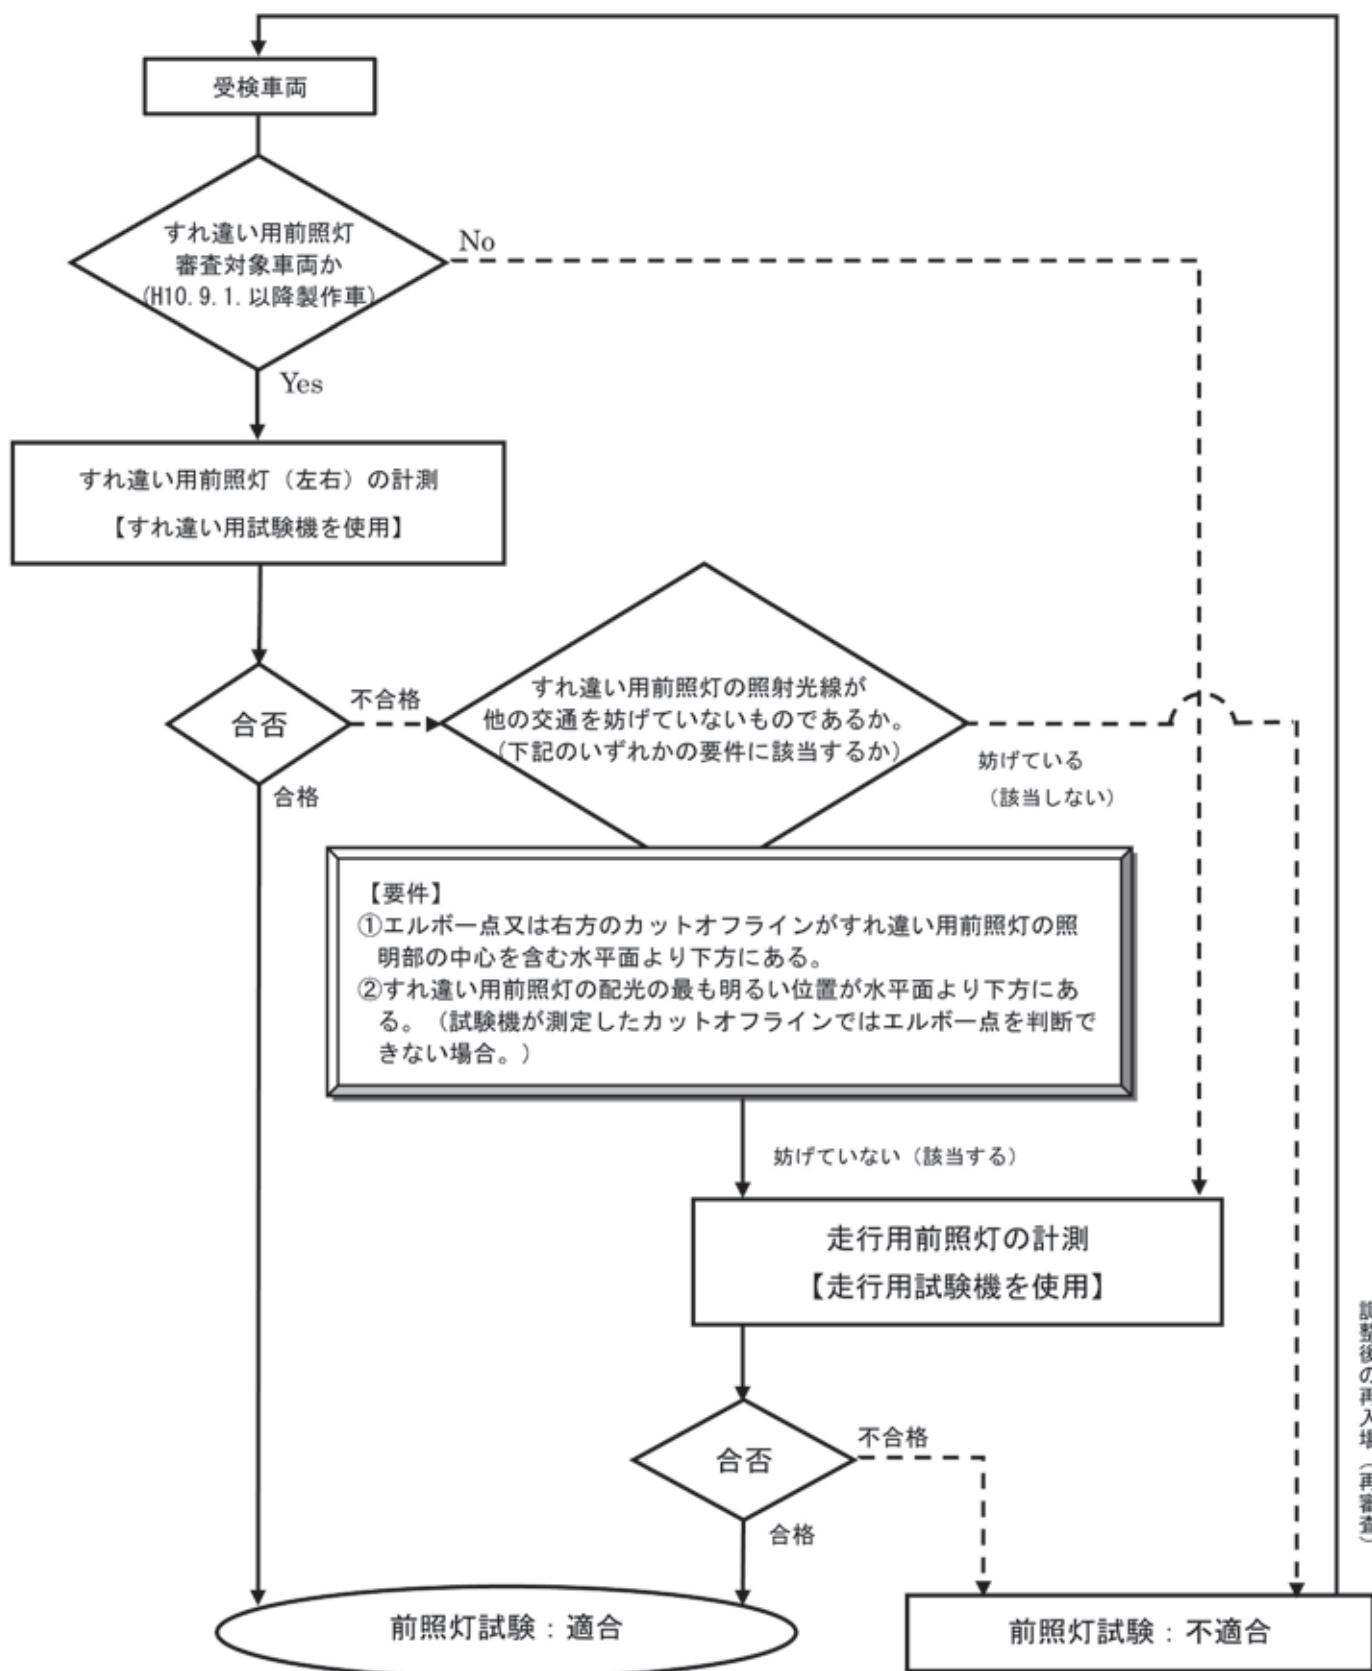 受検車両
すれ違い用前照灯
審査対象車両か
(H10.9.1.以降製作車)
No
Yes
すれ違い用前照灯（左右）の計測
【すれ違い用試験機を使用】
合否
不合格
合格
すれ違い用前照灯の照射光線が
他の交通を妨げていないものであるか。
(下記のいずれかの要件に該当するか)
妨げている
（該当しない）
【要件】
①エルボー点又は右方のカットオフラインがすれ違い用前照灯の照
明部の中心を含む水平面より下方にある。
②すれ違い用前照灯の配光の最も明るい位置が水平面より下方にあ
る。（試験機が測定したカットオフラインではエルボー点を判断で
きない場合。）
妨げていない（該当する）
走行用前照灯の計測
【走行用試験機を使用】
合否
不合格
合格
調整後の再入場（再審査）
前照灯試験：適合
前照灯試験：不適合